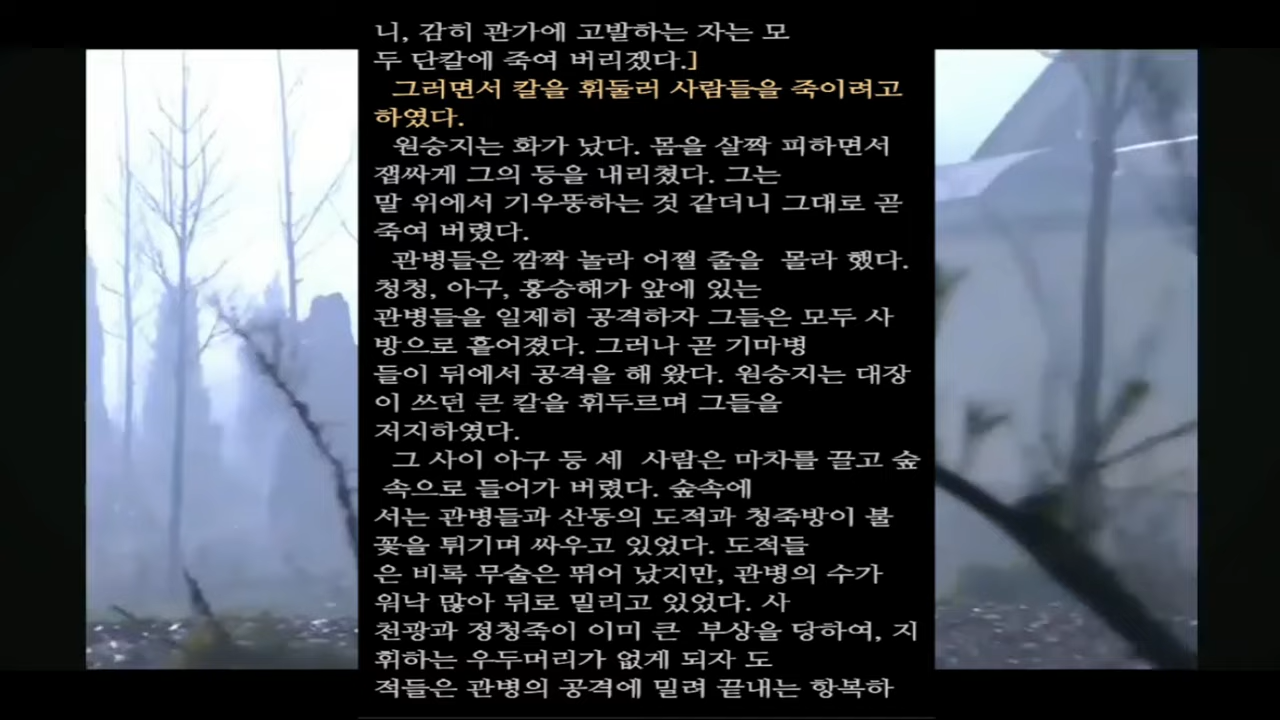 니, 감히 관가에 고발하는 자는 모
두 단칼에 죽여 버리겠다.]
그러면서 칼을 휘둘러 사람들을 죽이려고
하였다.
원승지는 화가 났다. 몸을 살짝 피하면서
잽싸게 그의 등을 내리쳤다. 그는
말 위에서 기우뚱하는 것 같더니 그대로 곧
죽여 버렸다.
관병들은 깜짝 놀라 어쩔 줄을 몰라 했다.
청청, 아구, 홍승해가 앞에 있는
관병들을 일제히 공격하자 그들은 모두 사
방으로 흩어졌다. 그러나 곧 기마병
들이 뒤에서 공격을 해 왔다. 원승지는 대장
이 쓰던 큰 칼을 휘두르며 그들을
저지하였다.
그 사이 아구 등 세 사람은 마차를 끌고 숲
속으로 들어가 버렸다. 숲속에
서는 관병들과 산동의 도적과 청죽방이 불
꽃을 튀기며 싸우고 있었다. 도적들
은 비록 무술은 뛰어 났지만, 관병의 수가
워낙 많아 뒤로 밀리고 있었다. 사
천광과 정청죽이 이미 큰 부상을 당하여, 지
휘하는 우두머리가 없게 되자 도
적들은 관병의 공격에 밀려 끝내는 항복하